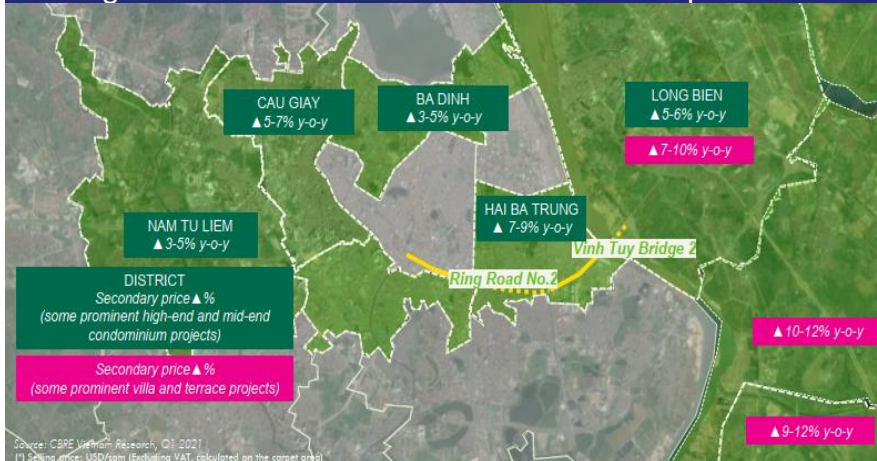 CAU GIAY
▲5-7% y-o-y
BA DINH
▲3-5% y-o-y
LONG BIEN
▲5-6% y-o-y
▲7-10% y-o-y
HAI BA TRUNG
▲ 7-9% y-o-y
NAM TU LIEM
▲3-5% y-o-y
Vinh Tuy Bridge 2
Ring Road No.2
DISTRICT
Secondary price▲%
(some prominent high-end and mid-end
condominium projects)
▲10-12% y-o-y
Secondary price▲%
(some prominent villa and terrace projects)
▲9-12% y-o-y
Source: CBRE Vietnam Research, Q1 2021
(*) Selling price: USD/sqm (Excluding VAT, calculated on the carpet area)